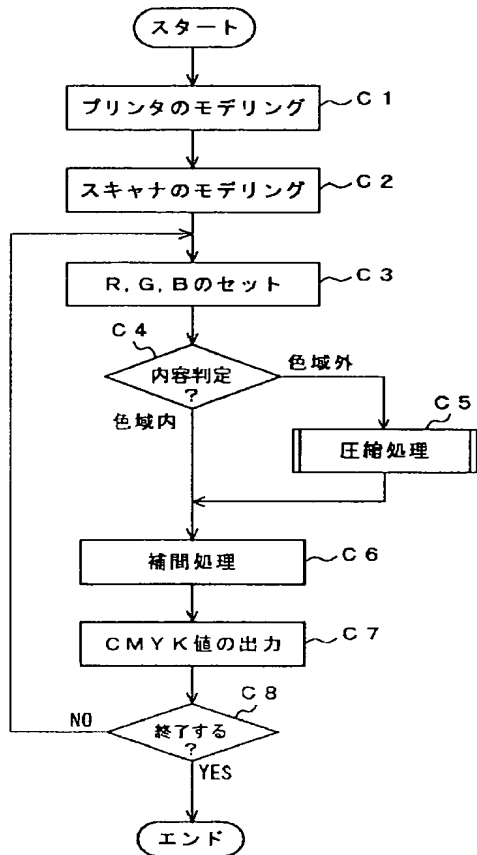 スタート
プリンタのモデリング
C1
スキャナのモデリング
C2
R,G,Bのセット
C3
C4
内容判定
?
色域外
色域内
C5
圧縮処理
補間処理
C6
CMYK値の出力
C7
C8
終了する
?
NO
YES
エンド